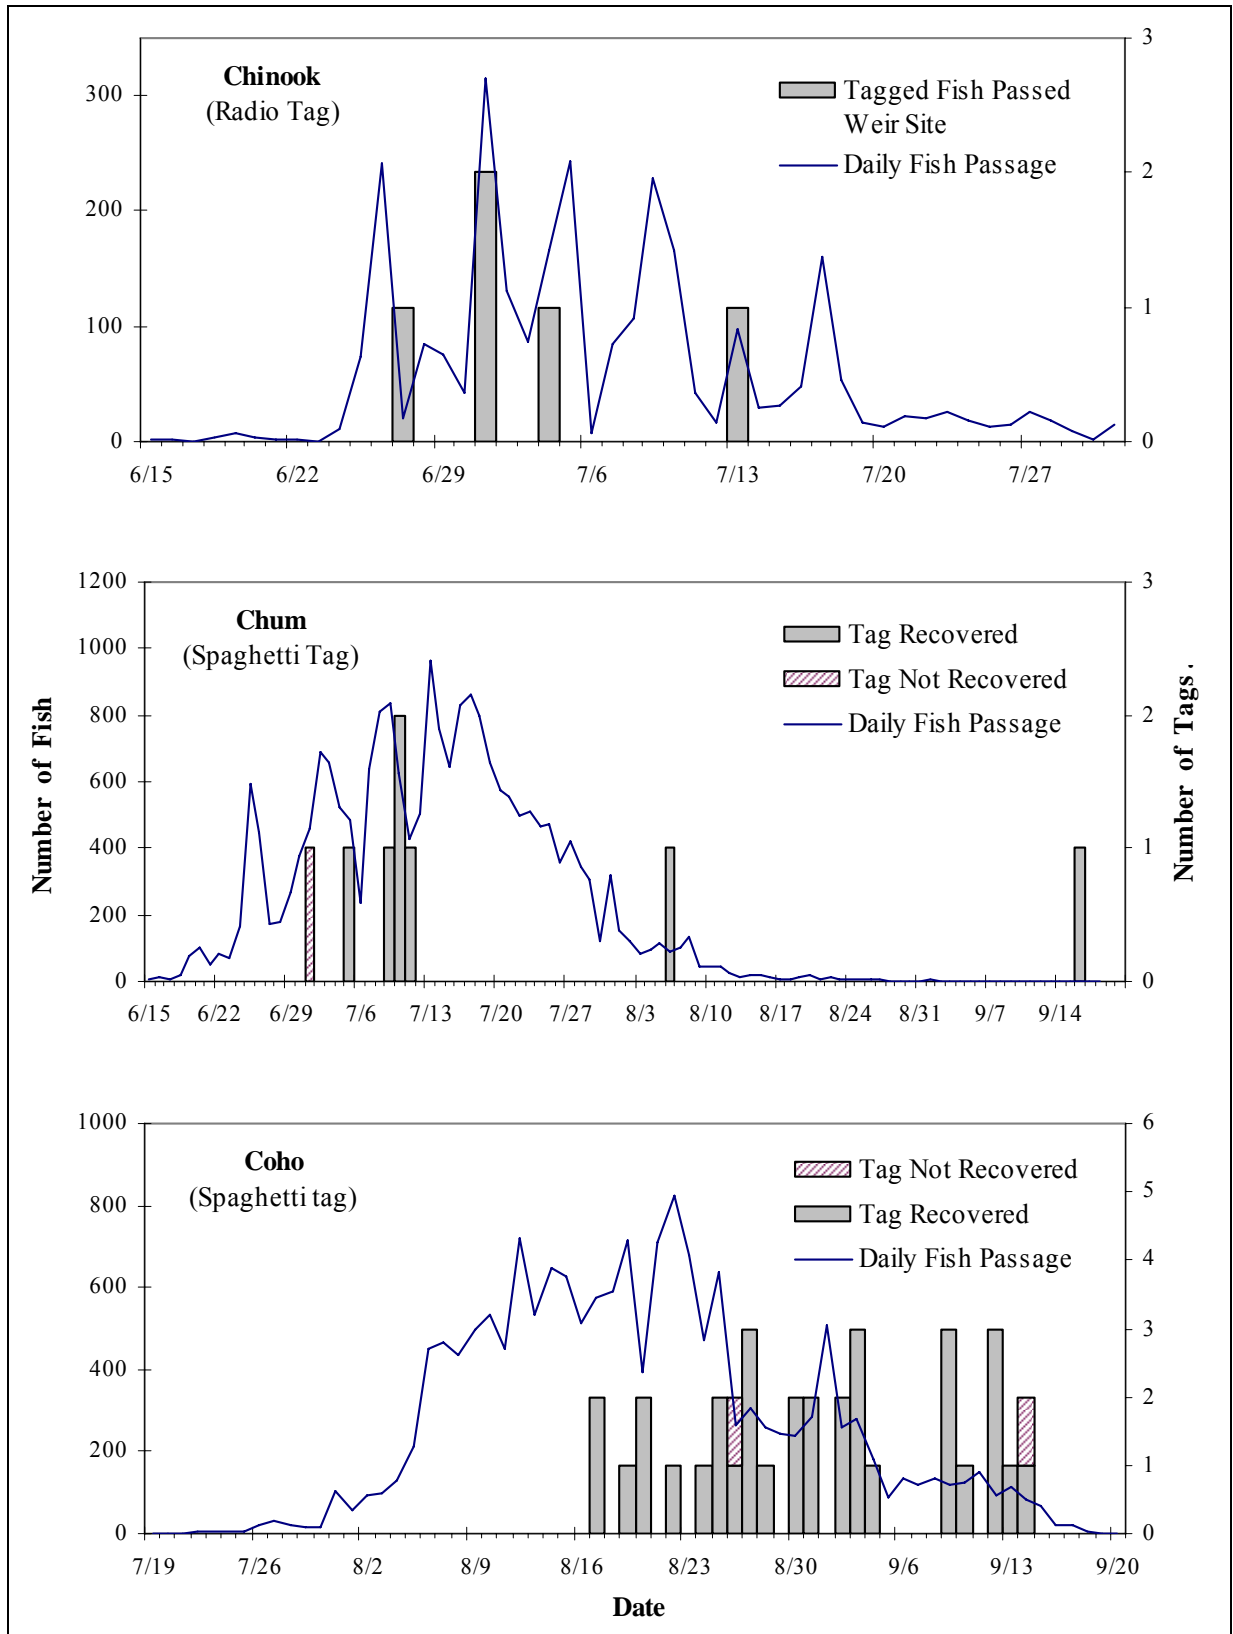 Chinook
(Radio Tag)
Tagged Fish Passed
Weir Site
Daily Fish Passage
300
200
100
0
3
2
1
0
6/15 6/22 6/29 7/6 7/13 7/20 7/27
Chum
(Spaghetti Tag)
Tag Recovered
Tag Not Recovered
Daily Fish Passage
1200
1000
800
600
400
200
0
3
2
1
0
6/15 6/22 6/29 7/6 7/13 7/20 7/27 8/3 8/10 8/17 8/24 8/31 9/7 9/14
Number of Fish
Number of Tags .
Coho
(Spaghetti tag)
Tag Not Recovered
Tag Recovered
Daily Fish Passage
1000
800
600
400
200
0
6
5
4
3
2
1
0
7/19 7/26 8/2 8/9 8/16 8/23 8/30 9/6 9/13 9/20
Date